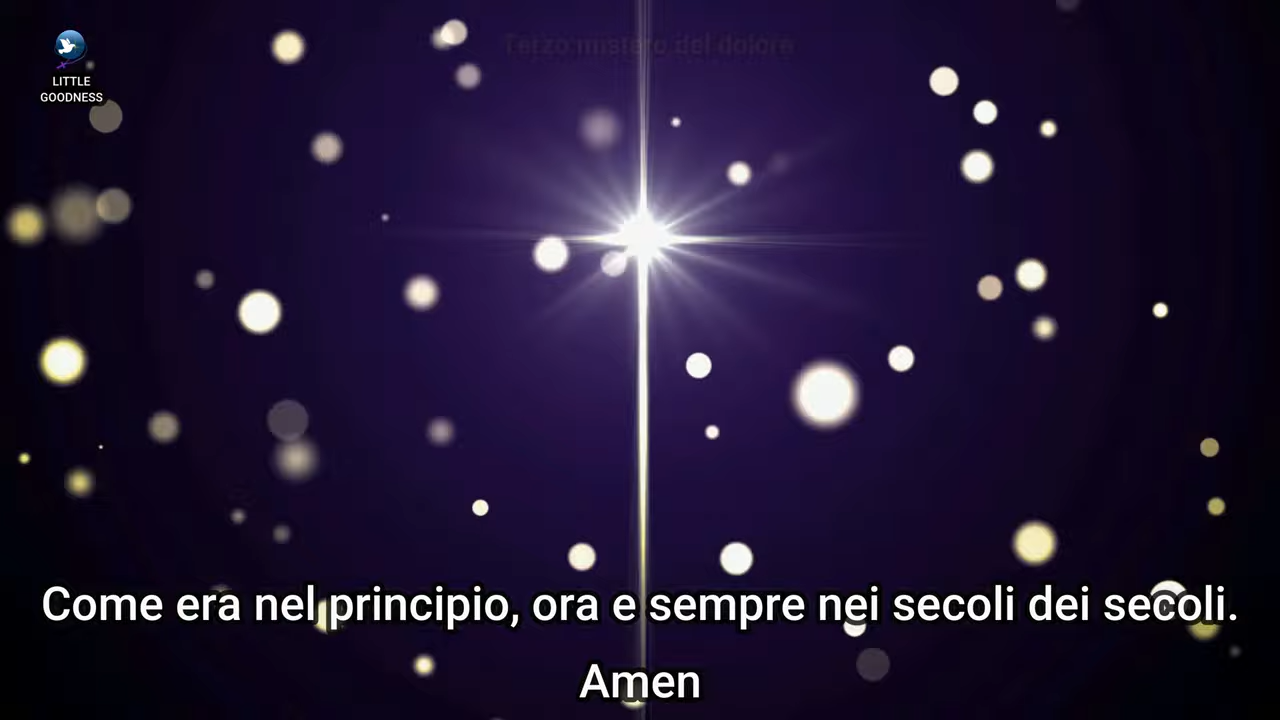 Terzo mistero del dolore
LITTLE
GOODNESS
Come era nel principio, ora e sempre nei secoli dei secoli.
Amen